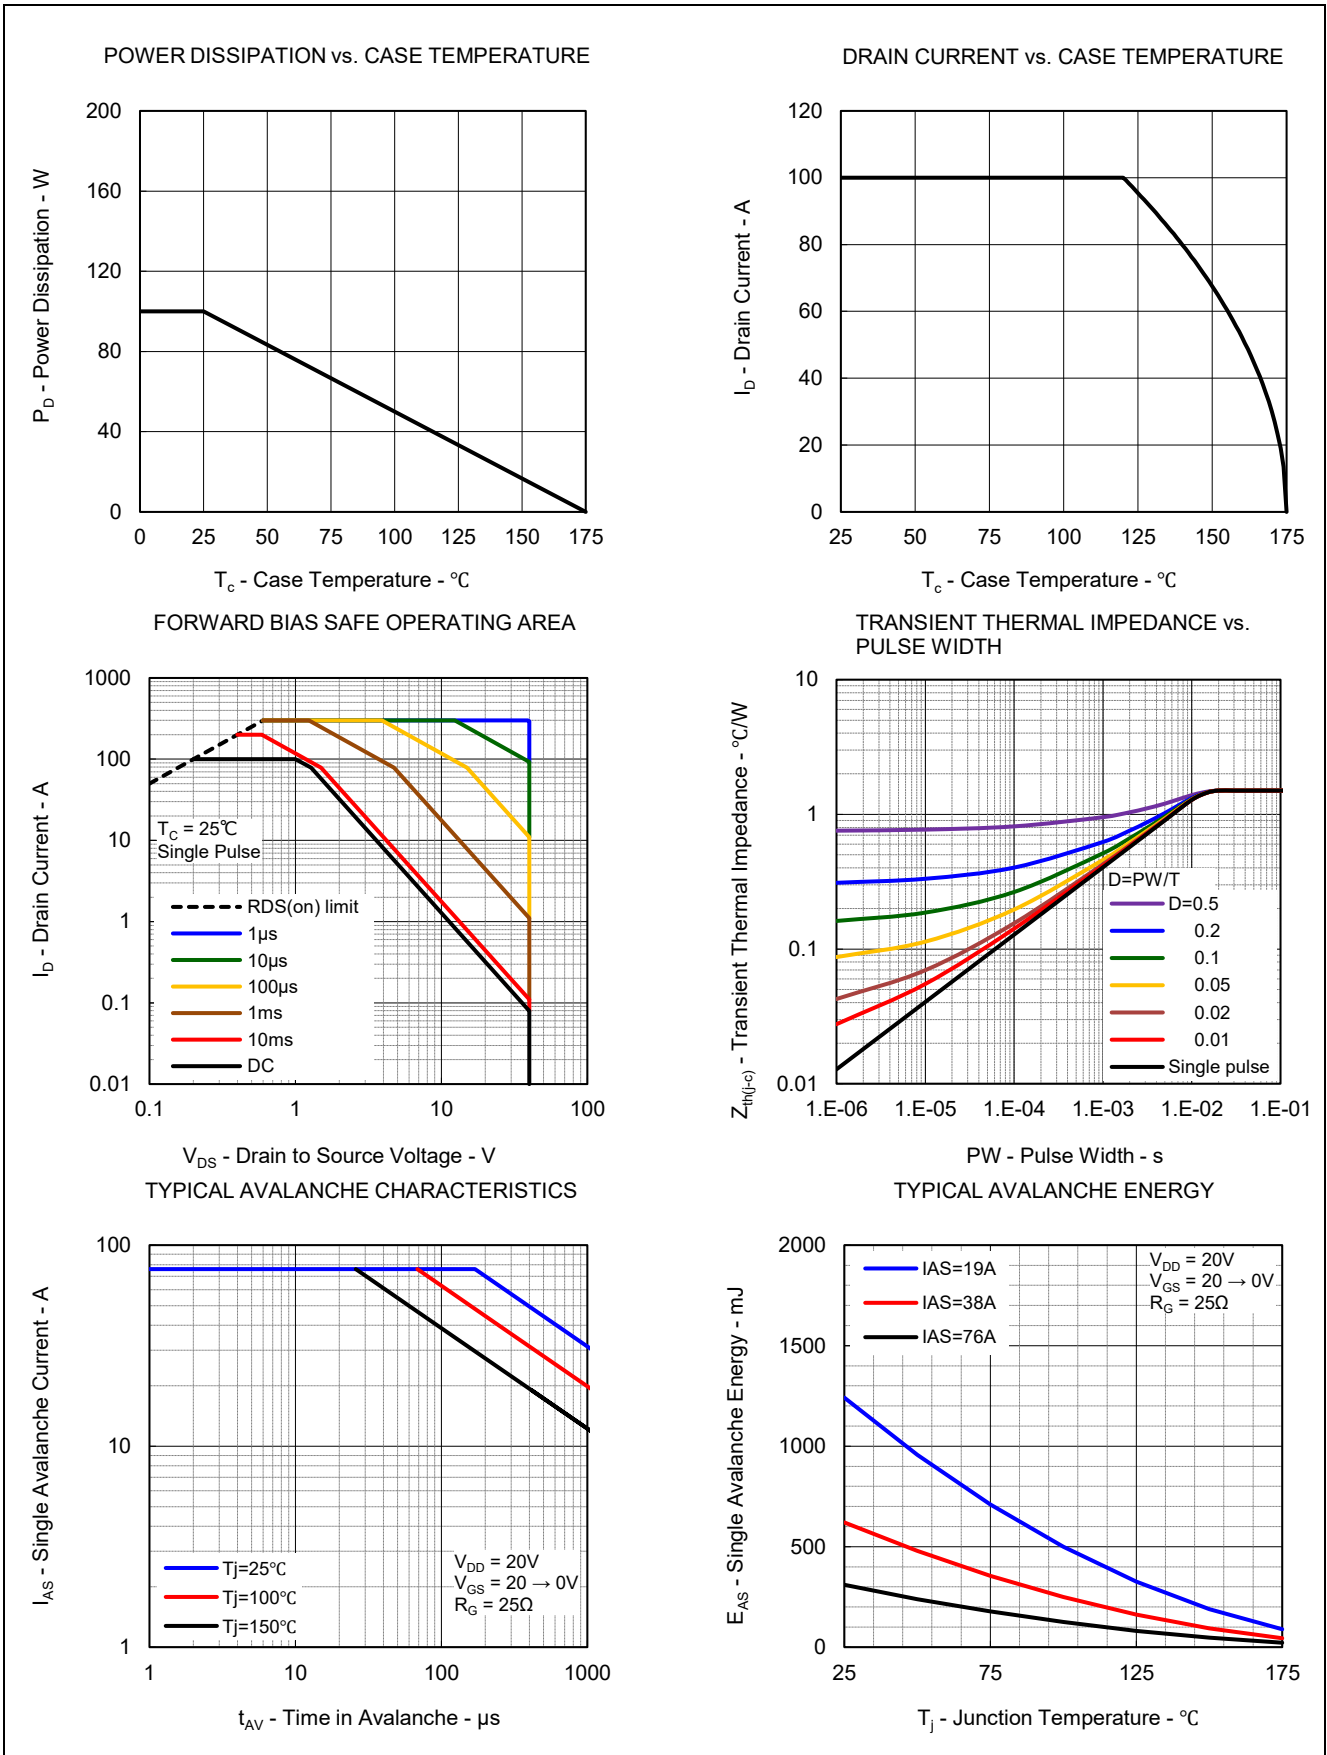 POWER DISSIPATION vs. CASE TEMPERATURE
200
160
120
80
40
0
0 25 50 75 100 125 150 175
P_D - Power Dissipation - W
T_c - Case Temperature - ℃
DRAIN CURRENT vs. CASE TEMPERATURE
120
100
80
60
40
20
0
25 50 75 100 125 150 175
I_D - Drain Current - A
T_c - Case Temperature - ℃
FORWARD BIAS SAFE OPERATING AREA
1000
100
10
1
0.1
0.01
0.1 1 10 100
I_D - Drain Current - A
T_C = 25℃
Single Pulse
RDS(on) limit
1μs
10μs
100μs
1ms
10ms
DC
V_DS - Drain to Source Voltage - V
TRANSIENT THERMAL IMPEDANCE vs.
PULSE WIDTH
10
1
0.1
0.01
1.E-06 1.E-05 1.E-04 1.E-03 1.E-02 1.E-01
Z_th(j-c) - Transient Thermal Impedance - ℃/W
D=PW/T
D=0.5
0.2
0.1
0.05
0.02
0.01
Single pulse
PW - Pulse Width - s
TYPICAL AVALANCHE CHARACTERISTICS
100
10
1
1 10 100 1000
I_AS - Single Avalanche Current - A
Tj=25℃
Tj=100℃
Tj=150℃
V_DD = 20V
V_GS = 20 → 0V
R_G = 25Ω
t_AV - Time in Avalanche - μs
TYPICAL AVALANCHE ENERGY
2000
1500
1000
500
0
25 75 125 175
E_AS - Single Avalanche Energy - mJ
IAS=19A
IAS=38A
IAS=76A
V_DD = 20V
V_GS = 20 → 0V
R_G = 25Ω
T_j - Junction Temperature - ℃